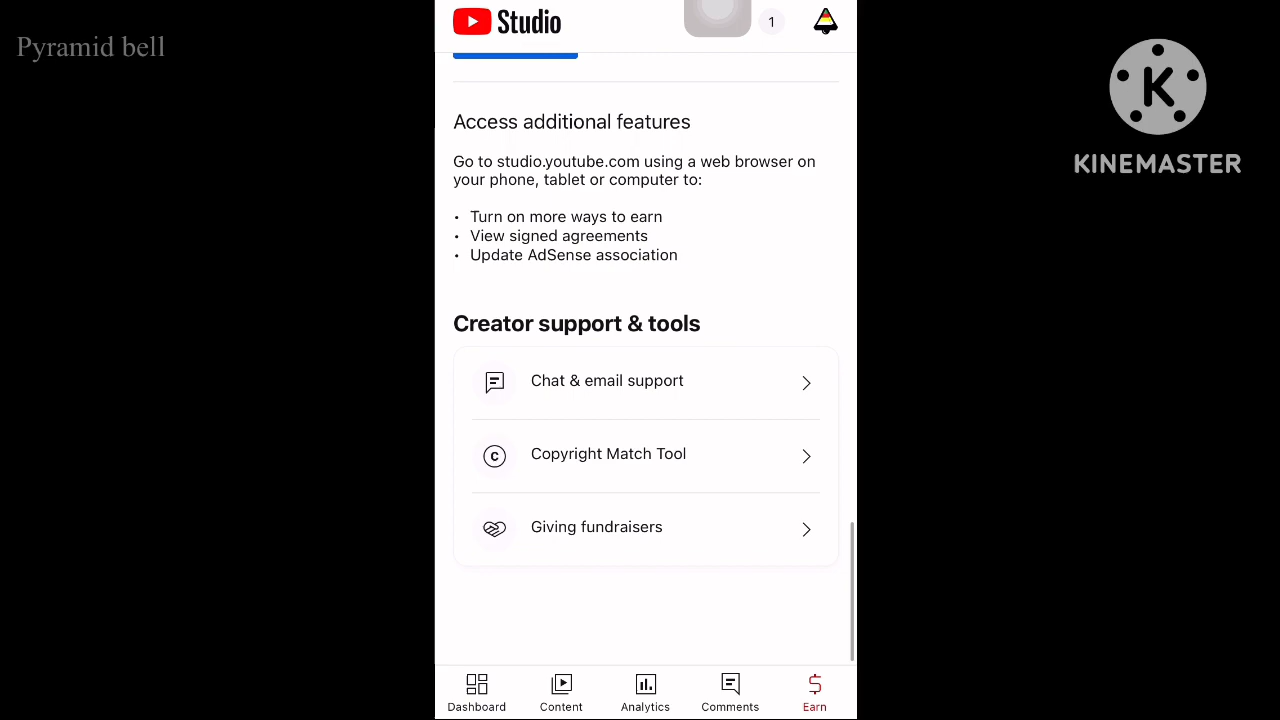 Pyramid bell
Studio
1
K
KINEMASTER
Access additional features
Go to studio.youtube.com using a web browser on
your phone, tablet or computer to:
• Turn on more ways to earn
• View signed agreements
• Update AdSense association
Creator support & tools
Chat & email support
C
Copyright Match Tool
Giving fundraisers
Dashboard
Content
Analytics
Comments
Earn